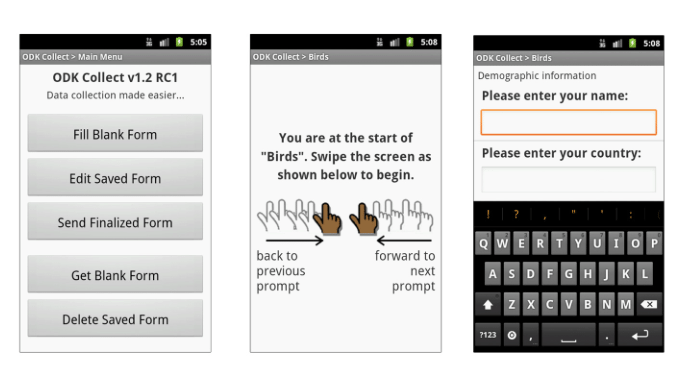 5:05
ODK Collect > Main Menu
ODK Collect v1.2 RC1
Data collection made easier...
Fill Blank Form
Edit Saved Form
Send Finalized Form
Get Blank Form
Delete Saved Form
5:08
ODK Collect > Birds
You are at the start of
"Birds". Swipe the screen as
shown below to begin.
back to
previous
prompt
forward to
next
prompt
5:08
ODK Collect > Birds
Demographic information
Please enter your name:
Please enter your country:
! ? , " ' :
Q W E R T Y U I O P
A S D F G H J K L
Z X C V B N M
?123 , .